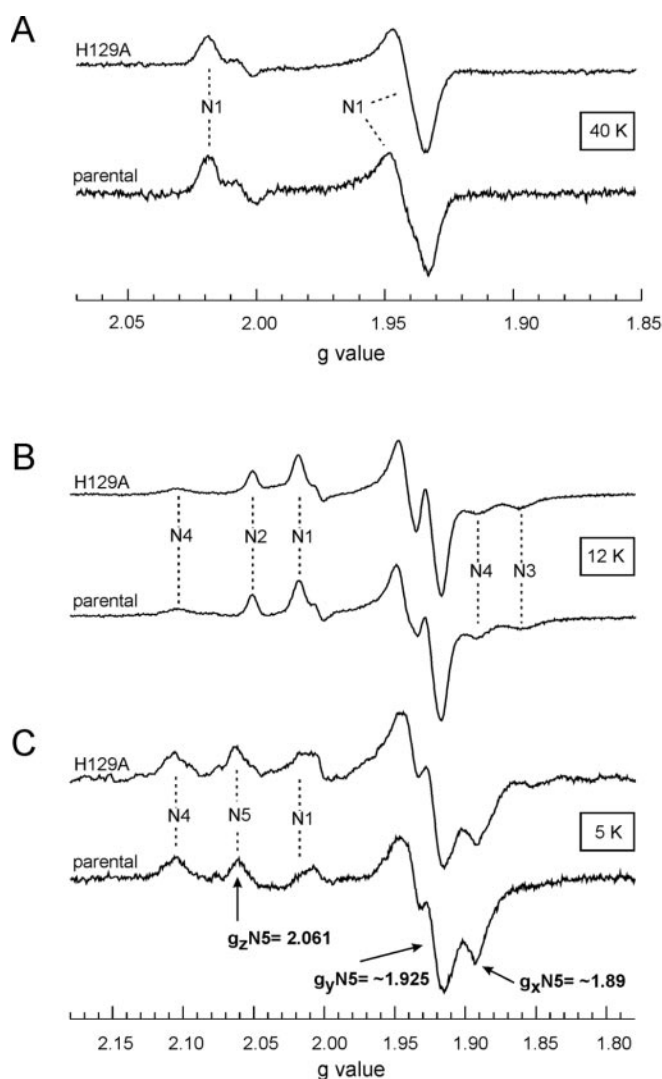 A
H129A
N1
N1
40 K
parental
2.05 2.00 1.95 1.90 1.85
g value
B
H129A
N4 N2 N1 N4 N3
12 K
parental
C
H129A
N4 N5 N1
5 K
parental
gzN5= 2.061
gyN5= ~1.925
gxN5= ~1.89
2.15 2.10 2.05 2.00 1.95 1.90 1.85 1.80
g value